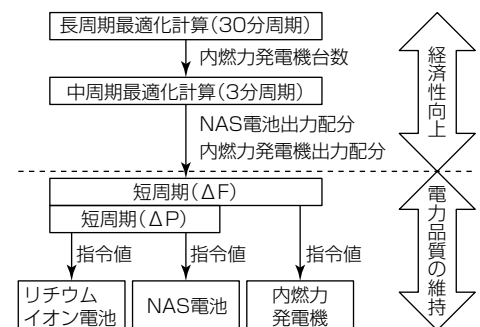 長周期最適化計算(30分周期)
内燃力発電機台数
中周期最適化計算(3分周期)
NAS電池出力配分
内燃力発電機出力配分
経済性向上
短周期(ΔF)
短周期(ΔP)
指令値
指令値
指令値
リチウム
イオン電池
NAS電池
内燃力
発電機
電力品質の維持